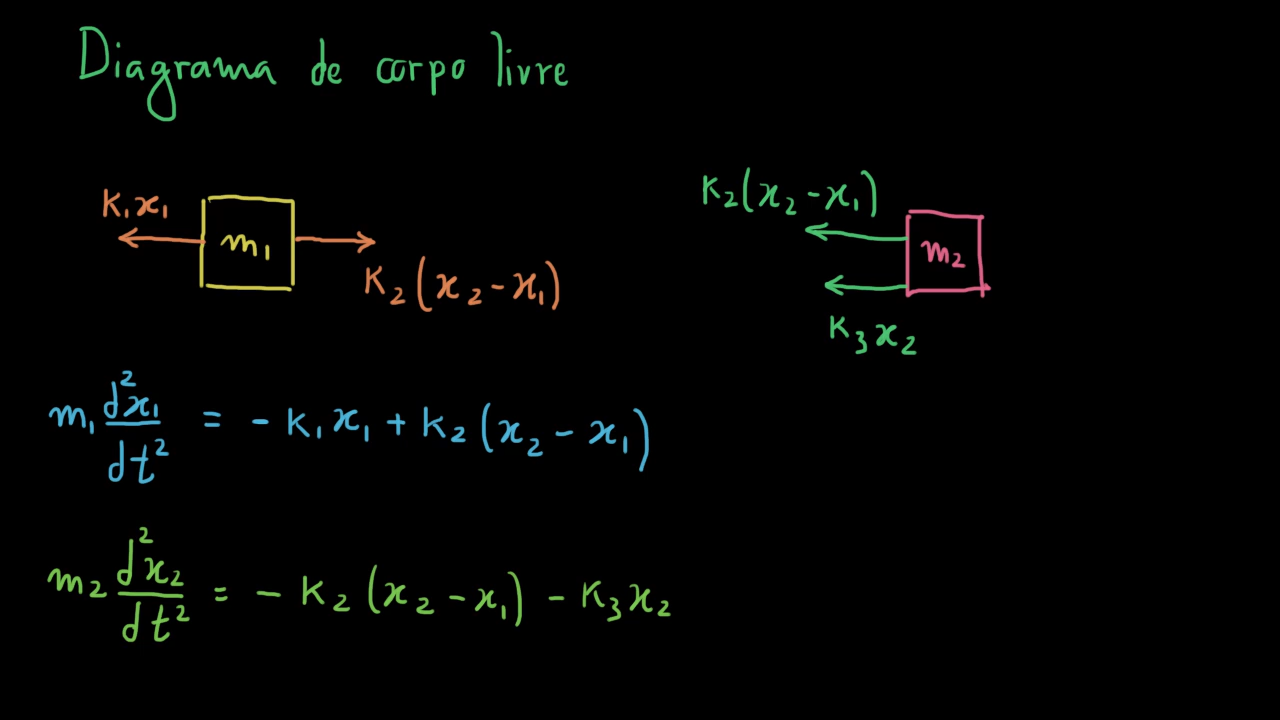 Diagrama de corpo livre
K₁x₁
m₁
K₂(x₂-x₁)
K₂(x₂-x₁)
m₂
K₃x₂
m₁ d²x₁/dt² = -K₁x₁ + K₂(x₂-x₁)
m₂ d²x₂/dt² = -K₂(x₂-x₁) - K₃x₂